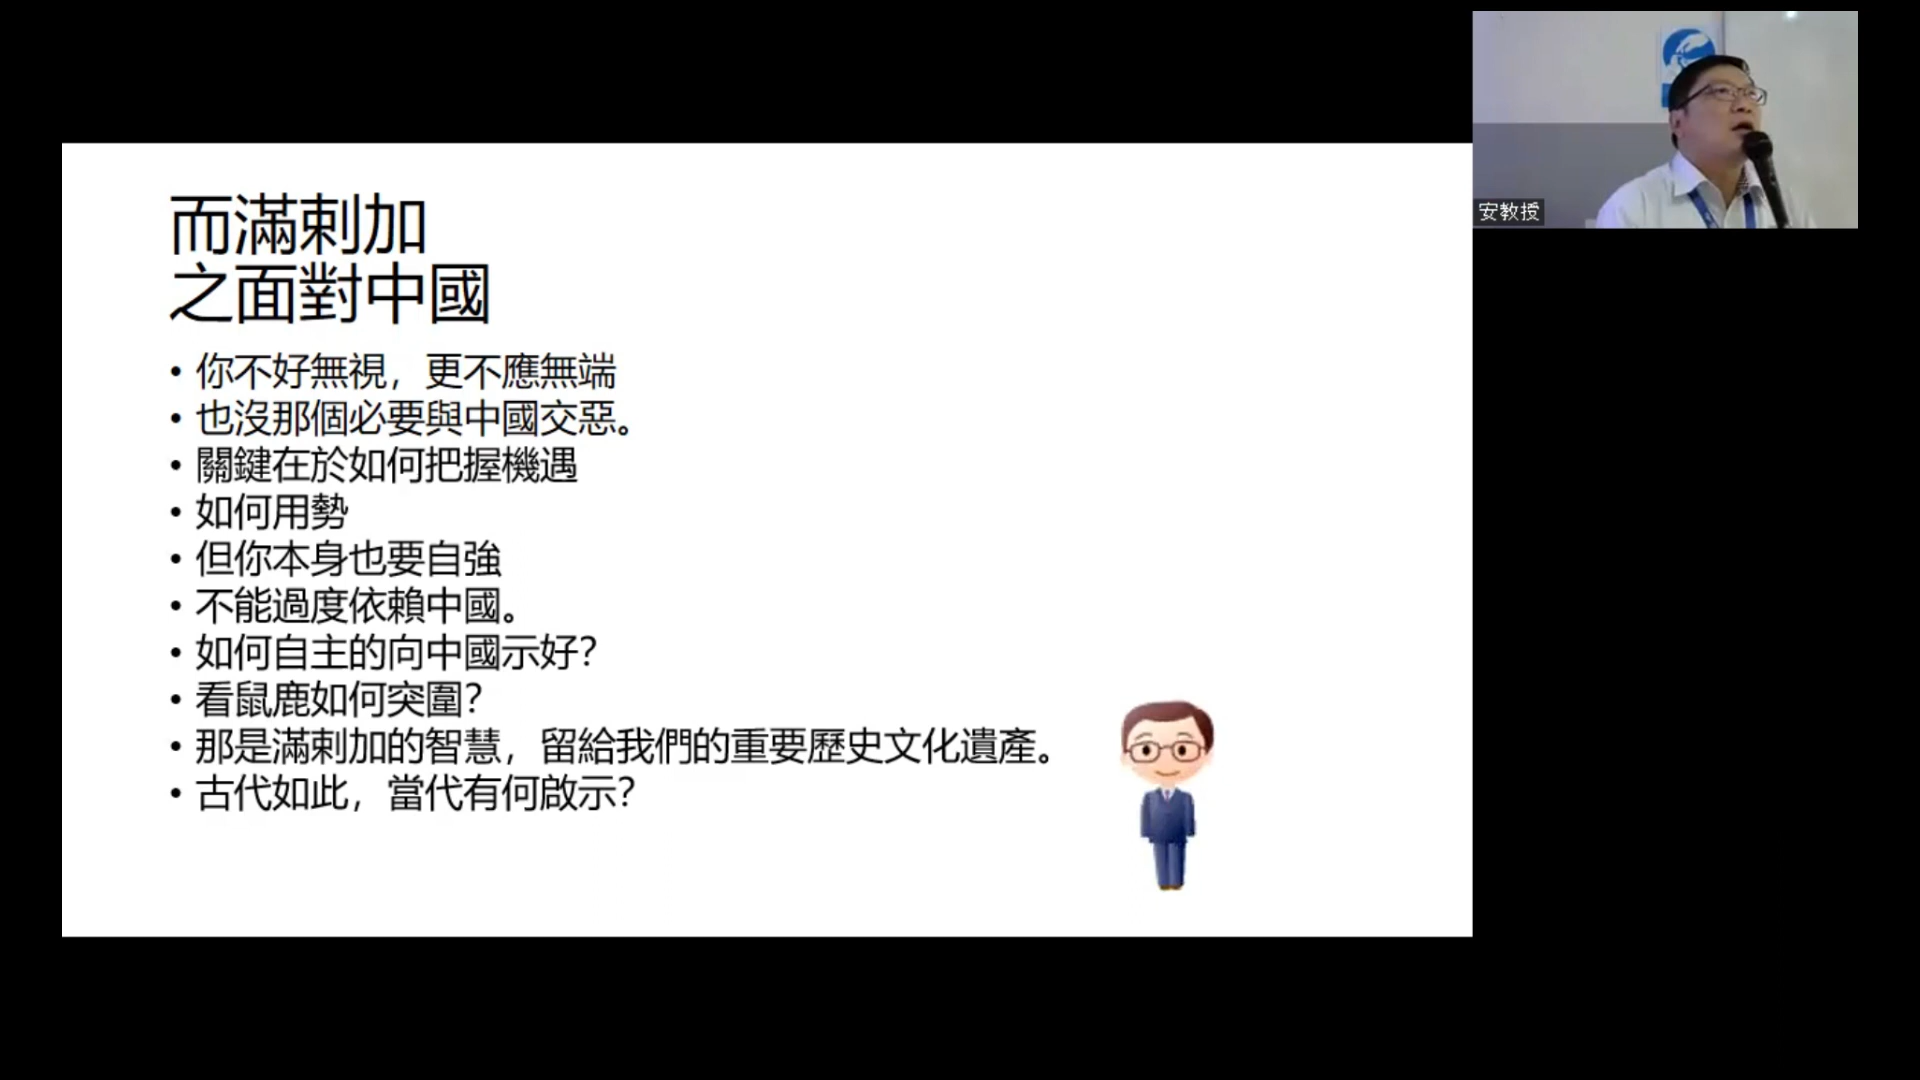 而滿剌加
之面對中國
• 你不好無視，更不應無端
• 也沒那個必要與中國交惡。
• 關鍵在於如何把握機遇
• 如何用勢
• 但你本身也要自強
• 不能過度依賴中國。
• 如何自主的向中國示好？
• 看鼠鹿如何突圍？
• 那是滿剌加的智慧，留給我們的重要歷史文化遺產。
• 古代如此，當代有何啟示？
安教授